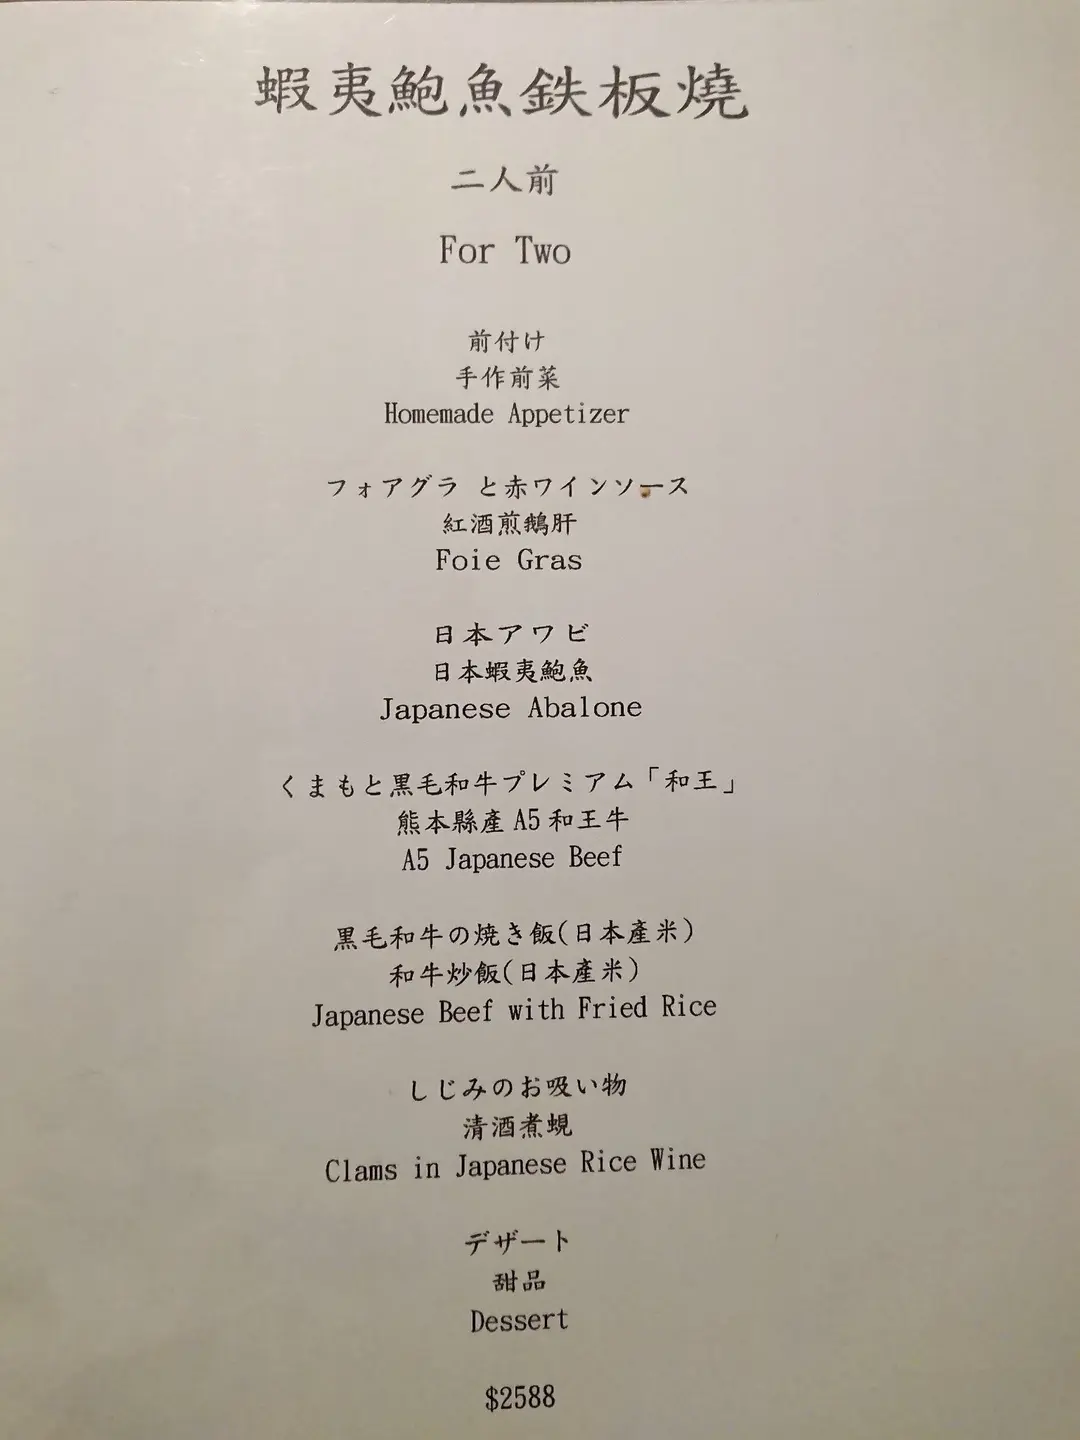 蝦夷鮑魚鉄板燒
二人前
For Two
前付け
手作前菜
Homemade Appetizer
フォアグラ と赤ワインソース
紅酒煎鵝肝
Foie Gras
日本アワビ
日本蝦夷鮑魚
Japanese Abalone
くまもと黒毛和牛プレミアム「和王」
熊本縣產 A5 和王牛
A5 Japanese Beef
黒毛和牛の焼き飯(日本產米)
和牛炒飯(日本產米)
Japanese Beef with Fried Rice
しじみのお吸い物
清酒煮蜆
Clams in Japanese Rice Wine
デザート
甜品
Dessert
$2588